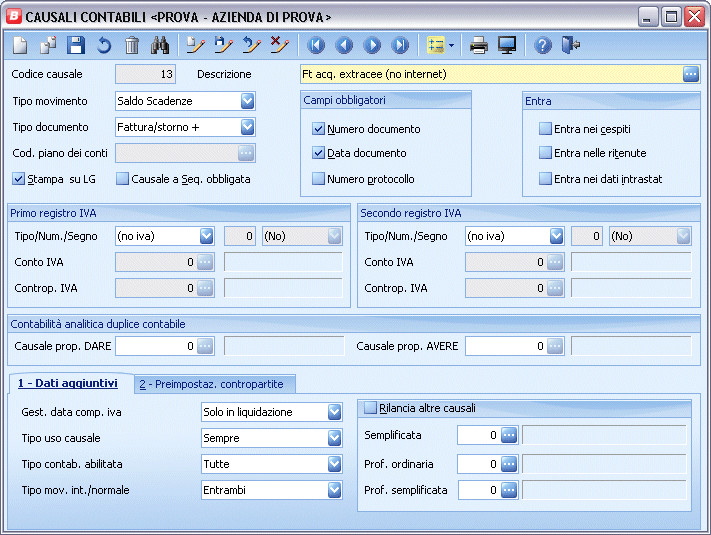 B CAUSALI CONTABILI <PROVA - AZIENDA DI PROVA>
Codice causale 13 Descrizione Ft acq. extracee (no internet)
Tipo movimento Saldo Scadenze Campi obbligatori Entra
Tipo documento Fattura/storno + Numero documento Entra nei cespiti
Cod. piano dei conti Data documento Entra nelle ritenute
Stampa su LG Causale a Seq. obbligata Numero protocollo Entra nei dati intrastat
Primo registro IVA Secondo registro IVA
Tipo/Num./Segno (no iva) 0 (No) Tipo/Num./Segno (no iva) 0 (No)
Conto IVA 0 Conto IVA 0
Controp. IVA 0 Controp. IVA 0
Contabilità analitica duplice contabile
Causale prop. DARE 0 Causale prop. AVERE 0
1 - Dati aggiuntivi 2 - Preimpostaz. contropartite
Gest. data comp. iva Solo in liquidazione Rilancia altre causali
Tipo uso causale Sempre Semplificata 0
Tipo contab. abilitata Tutte Prof. ordinaria 0
Tipo mov. int./normale Entrambi Prof. semplificata 0